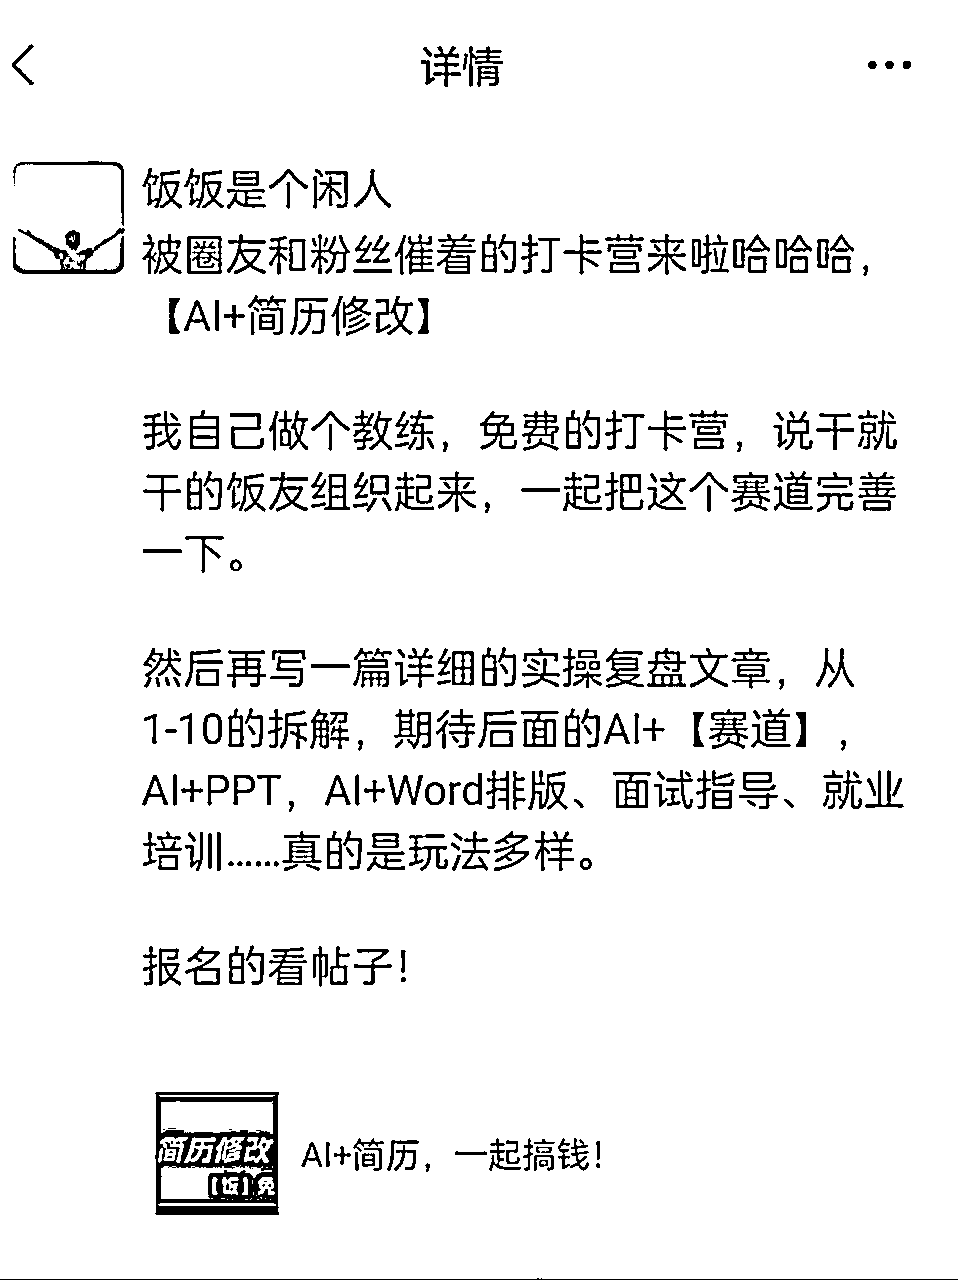 详情
饭饭是个闲人
被圈友和粉丝催着的打卡营来啦哈哈哈，
【AI+简历修改】
我自己做个教练，免费的打卡营，说干就
干的饭友组织起来，一起把这个赛道完善
一下。
然后再写一篇详细的实操复盘文章，从
1-10的拆解，期待后面的AI+【赛道】，
AI+PPT，AI+Word排版、面试指导、就业
培训……真的是玩法多样。
报名的看帖子！
简历修改
【饭】免
AI+简历，一起搞钱！